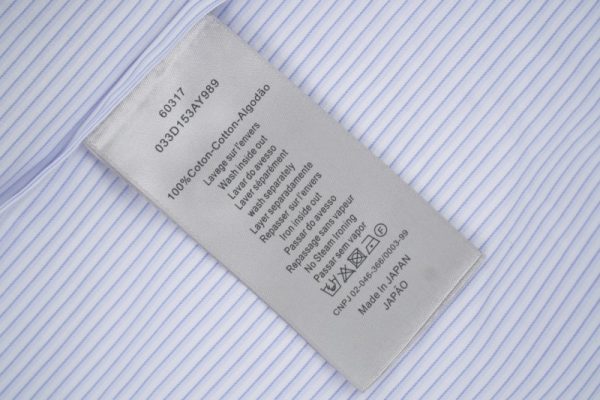 60317
033D153AY989
100%Coton-Cotton-Algodão
Lavage sur l'envers
Wash inside out
Lavar do avesso
Laver séparément
wash separately
Layer separadamente
Repasser sur l'envers
Iron inside out
Passar do avesso
Repassage sans vapeur
No Steam Ironing
Passar sem vapor
CNPJ 02-046-366/0003-99
Made In JAPAN
JAPÃO